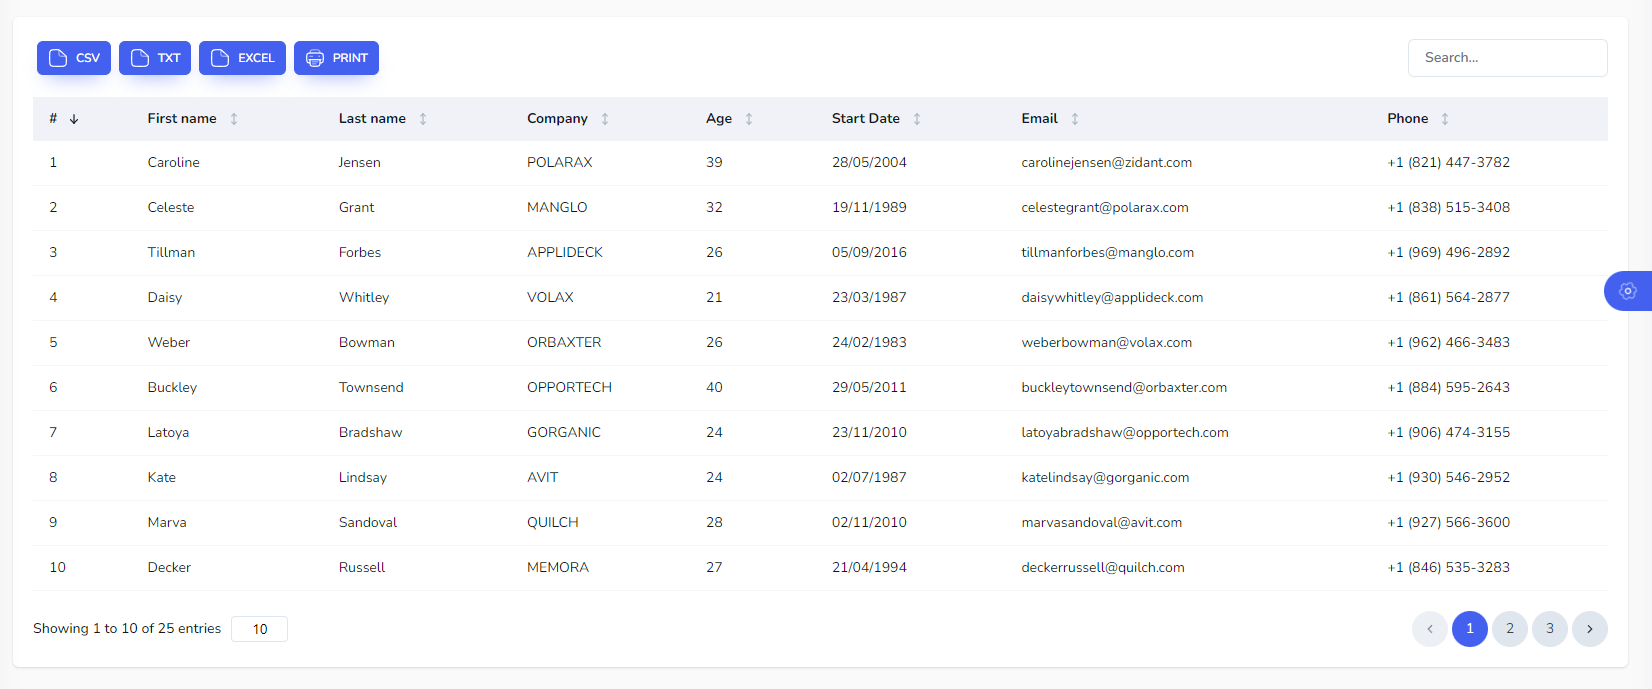 CSV TXT EXCEL PRINT Search...
# First name Last name Company Age Start Date Email Phone
1 Caroline Jensen POLARAX 39 28/05/2004 carolinejensen@zidant.com +1 (821) 447-3782
2 Celeste Grant MANGLO 32 19/11/1989 celestegrant@polarax.com +1 (838) 515-3408
3 Tillman Forbes APPLIDECK 26 05/09/2016 tillmanforbes@manglo.com +1 (969) 496-2892
4 Daisy Whitley VOLAX 21 23/03/1987 daisywhitley@applideck.com +1 (861) 564-2877
5 Weber Bowman ORBAXTER 26 24/02/1983 weberbowman@volax.com +1 (962) 466-3483
6 Buckley Townsend OPPORTECH 40 29/05/2011 buckleytownsend@orbaxter.com +1 (884) 595-2643
7 Latoya Bradshaw GORGANIC 24 23/11/2010 latoyabradshaw@opportech.com +1 (906) 474-3155
8 Kate Lindsay AVIT 24 02/07/1987 katelindsay@gorganic.com +1 (930) 546-2952
9 Marva Sandoval QUILCH 28 02/11/2010 marvasandoval@avit.com +1 (927) 566-3600
10 Decker Russell MEMORA 27 21/04/1994 deckerrussell@quilch.com +1 (846) 535-3283
Showing 1 to 10 of 25 entries 10 1 2 3